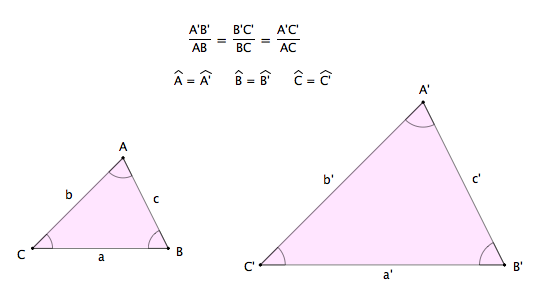 A'B'/AB = B'C'/BC = A'C'/AC
Â = Â' B̂ = B̂' Ĉ = Ĉ'
A'
A
b'
c'
b
c
C
a
B
C'
a'
B'